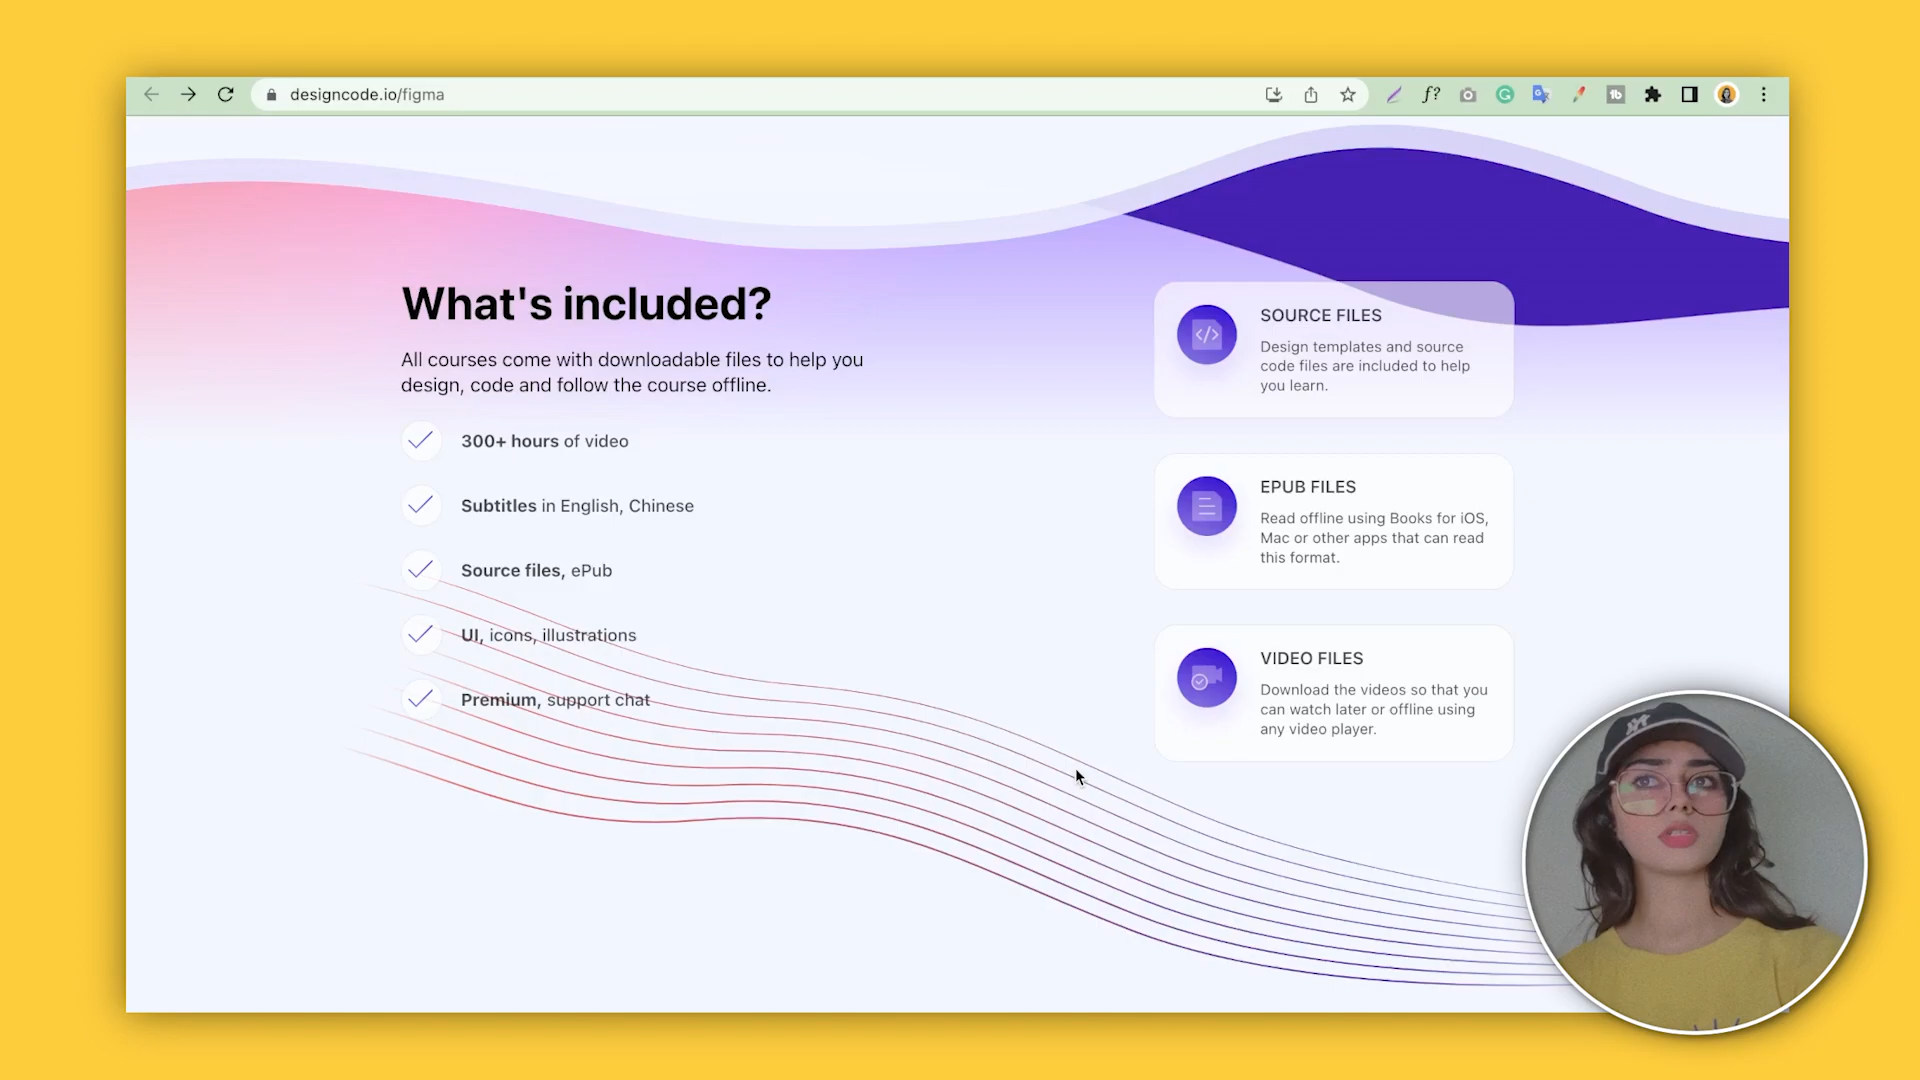 designcode.io/figma
What's included?
All courses come with downloadable files to help you
design, code and follow the course offline.
300+ hours of video
Subtitles in English, Chinese
Source files, ePub
UI, icons, illustrations
Premium, support chat
SOURCE FILES
Design templates and source
code files are included to help
you learn.
EPUB FILES
Read offline using Books for iOS,
Mac or other apps that can read
this format.
VIDEO FILES
Download the videos so that you
can watch later or offline using
any video player.